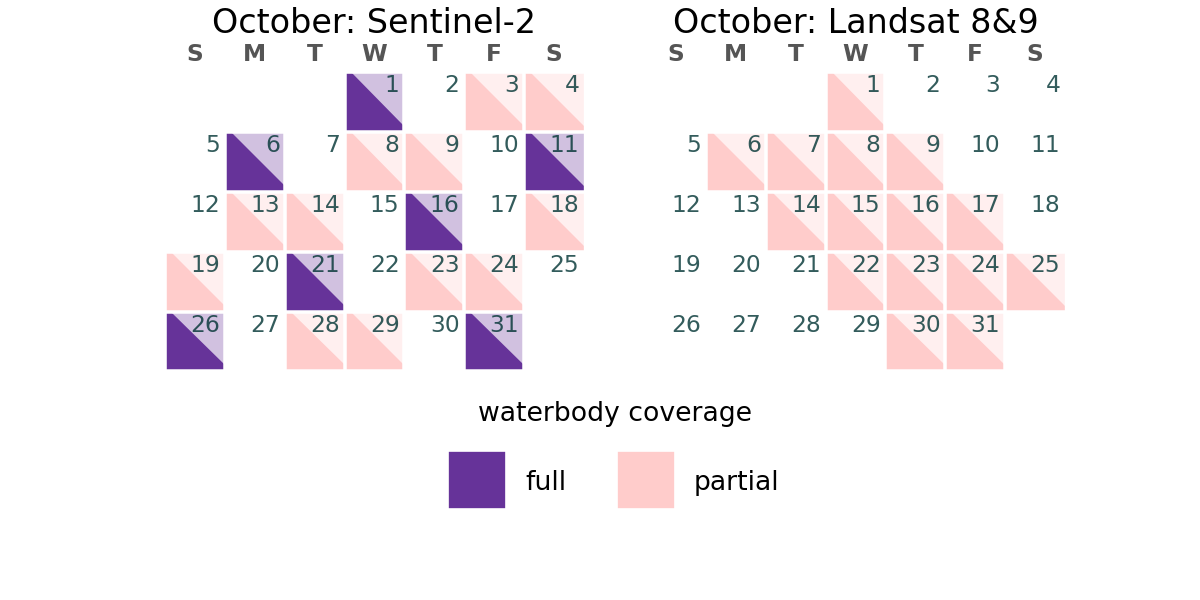 October: Sentinel-2
S M T W T F S
1 2 3 4
5 6 7 8 9 10 11
12 13 14 15 16 17 18
19 20 21 22 23 24 25
26 27 28 29 30 31
October: Landsat 8&9
S M T W T F S
1 2 3 4
5 6 7 8 9 10 11
12 13 14 15 16 17 18
19 20 21 22 23 24 25
26 27 28 29 30 31
waterbody coverage
full partial